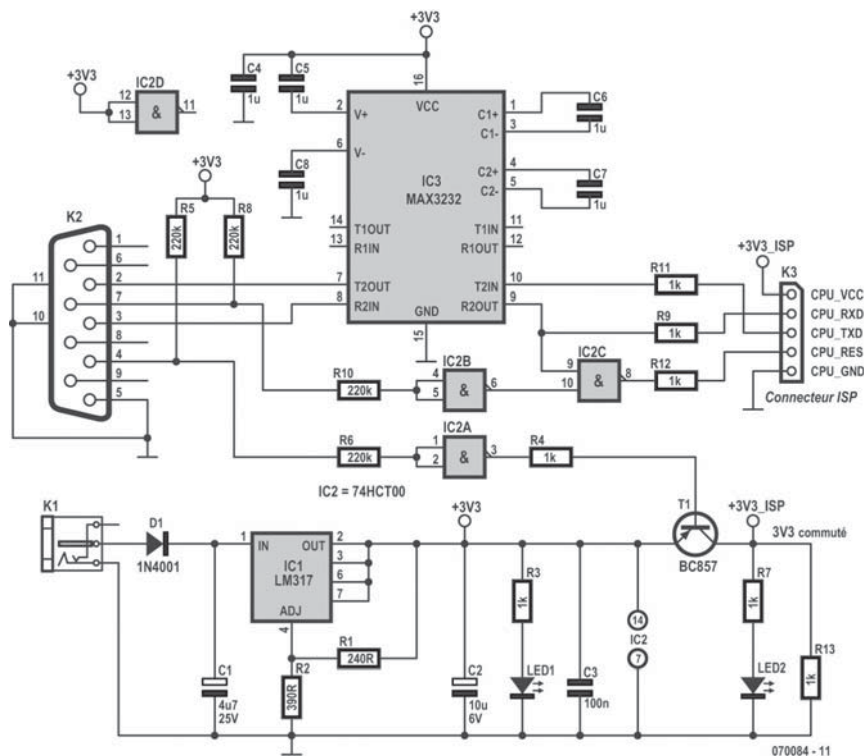 +3V3
+3V3
IC2D
12
13
&
11
C4
1u
C5
1u
16
VCC
2
V+
6
V-
C8
1u
IC3
MAX3232
C1+
1
C1-
3
C6
1u
C2+
4
C2-
5
C7
1u
+3V3
R5
220k
R8
220k
14
T1OUT
13
R1IN
T1IN
11
R1OUT
12
7
T2OUT
8
R2IN
T2IN
10
R2OUT
9
GND
15
K2
1
6
2
7
3
8
4
9
5
11
10
R11
1k
R9
1k
R12
1k
+3V3_ISP
K3
CPU_VCC
CPU_RXD
CPU_TXD
CPU_RES
CPU_GND
Connecteur ISP
R10
220k
IC2B
4
5
&
6
IC2C
9
10
&
8
R6
220k
IC2A
1
2
&
3
R4
1k
IC2 = 74HCT00
K1
D1
1N4001
1
IN
OUT
2
3
6
7
IC1
LM317
ADJ
4
R1
240R
R2
390R
C1
4u7
25V
+3V3
C2
10u
6V
R3
1k
LED1
C3
100n
14
IC2
7
T1
BC857
+3V3_ISP
3V3 commuté
R7
1k
LED2
R13
1k
070084 - 11